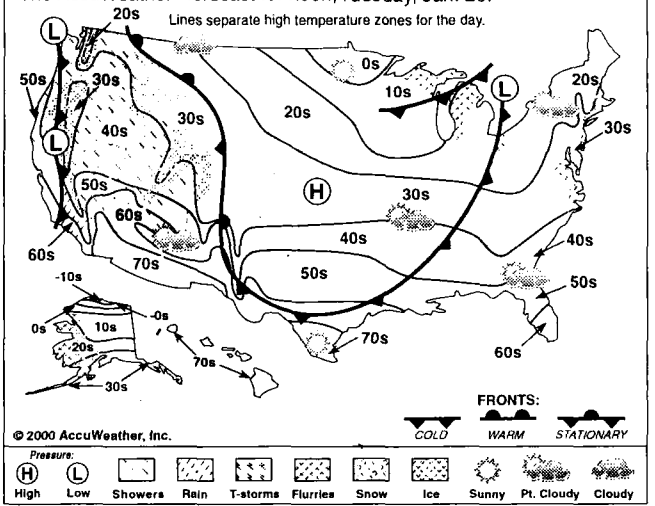 Lines separate high temperature zones for the day.
20s
L
0s
50s
30s
10s
L
20s
20s
40s
30s
30s
L
50s
H
30s
60s
40s
40s
60s
70s
50s
50s
-10s
0s
-0s
10s
70s
60s
20s
70s
30s
FRONTS:
COLD WARM STATIONARY
© 2000 AccuWeather, Inc.
Pressure:
H L
High Low Showers Rain T-storms Flurries Snow Ice Sunny Pt. Cloudy Cloudy